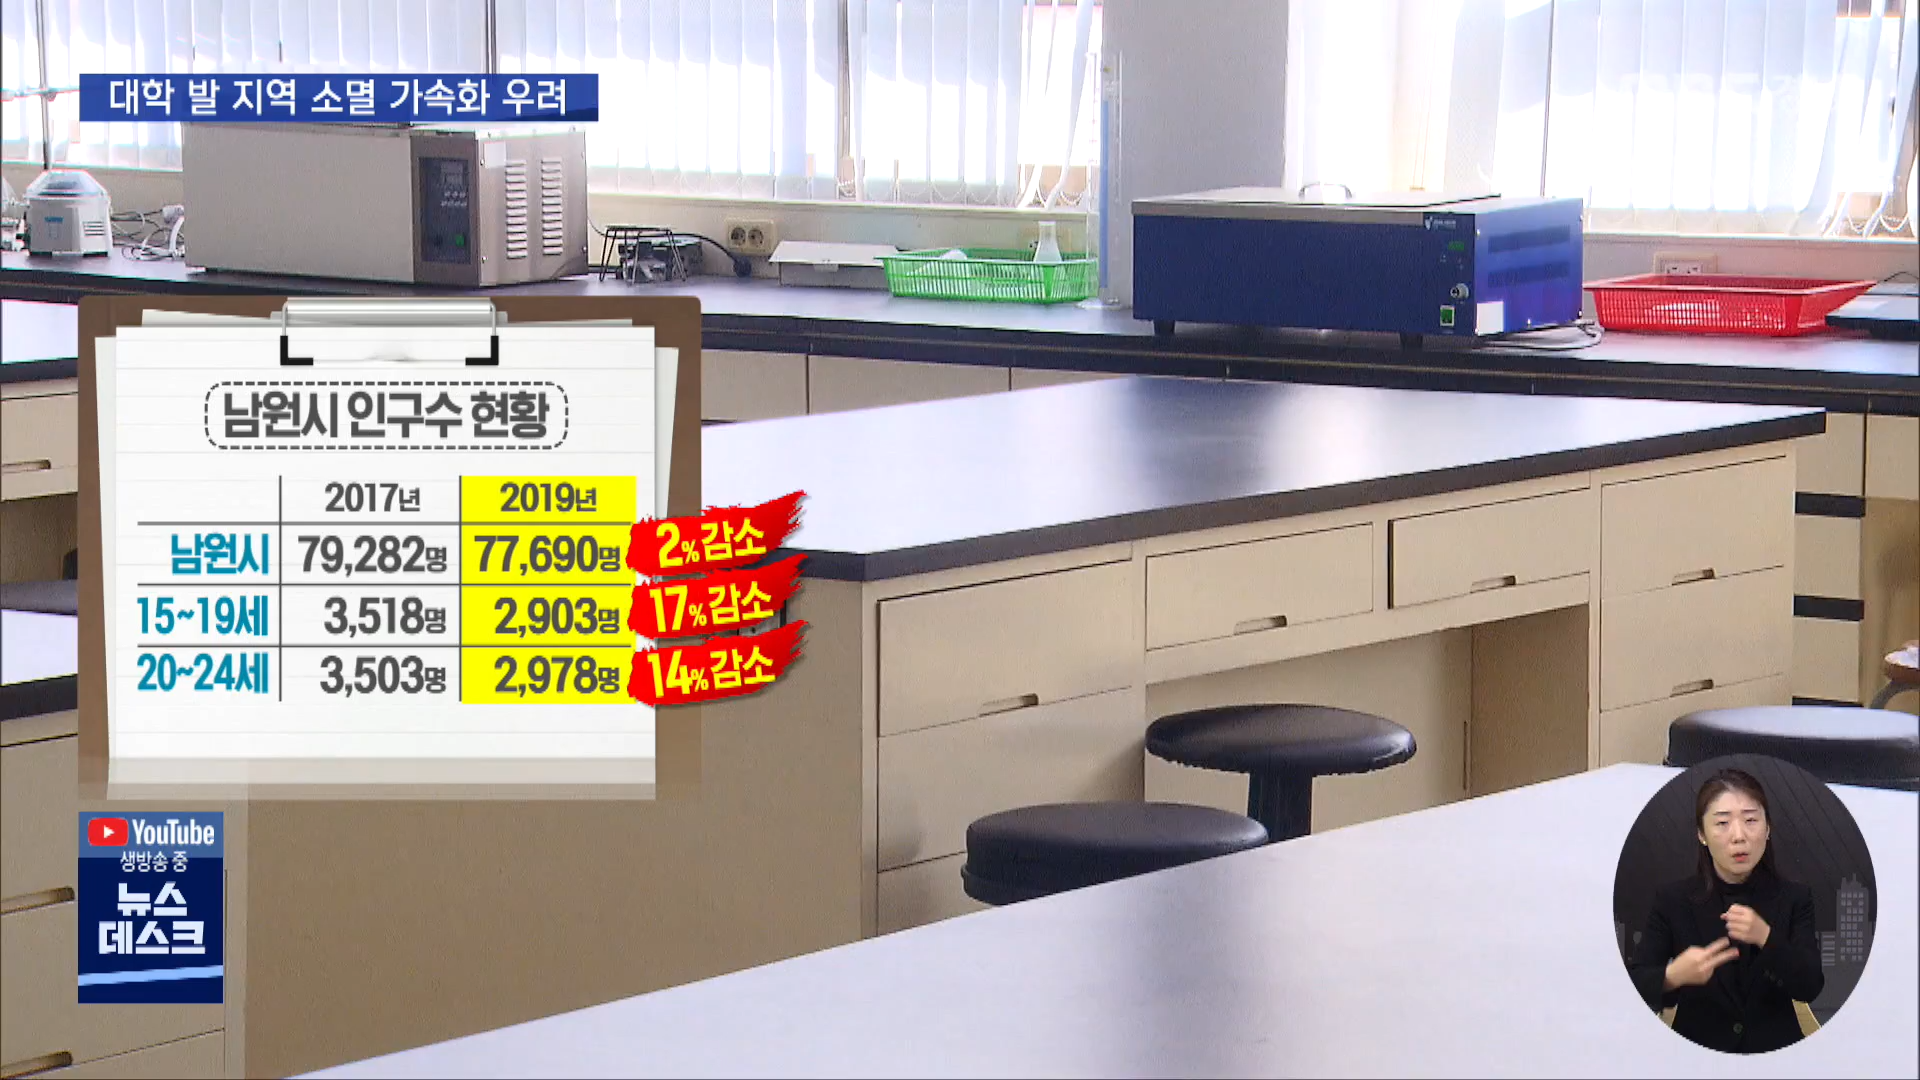 대학 발 지역 소멸 가속화 우려
남원시 인구수 현황
2017년 2019년
남원시 79,282명 77,690명 2%감소
15~19세 3,518명 2,903명 17%감소
20~24세 3,503명 2,978명 14%감소
YouTube
생방송 중
뉴스
데스크